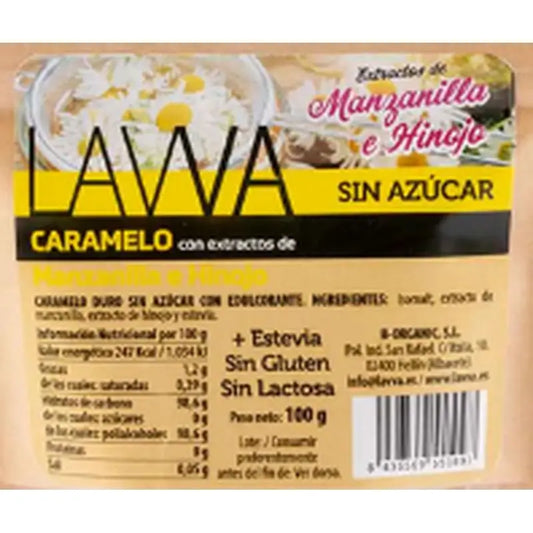 Extractos de
Manzanilla
e Hinojo
LAVVA
SIN AZÚCAR
CARAMELO con extractos de
Manzanilla e Hinojo
CARAMELO DURO SIN AZÚCAR CON EDULCORANTE. INGREDIENTES: Isomalt, extracto de
manzanilla, extracto de hinojo y estevia.
Información Nutricional por 100 g
Valor energético 247 Kcal / 1.034 kJ
Grasas 1,2 g
de las cuales: saturadas 0,39 g
Hidratos de carbono 98,6 g
de los cuales: azúcares 0 g
de los cuales: polialcoholes 98,6 g
Proteínas 0 g
Sal 0,05 g
+ Estevia
Sin Gluten
Sin Lactosa
Peso neto: 100 g
Lote: / Consumir
preferentemente
antes del fin de: Ver dorso.
B-ORGANIC, S.L.
Pol. Ind. San Rafael. C/ Italia, 10.
02400 Hellín (Albacete)
info@lavva.es / www.lavva.es